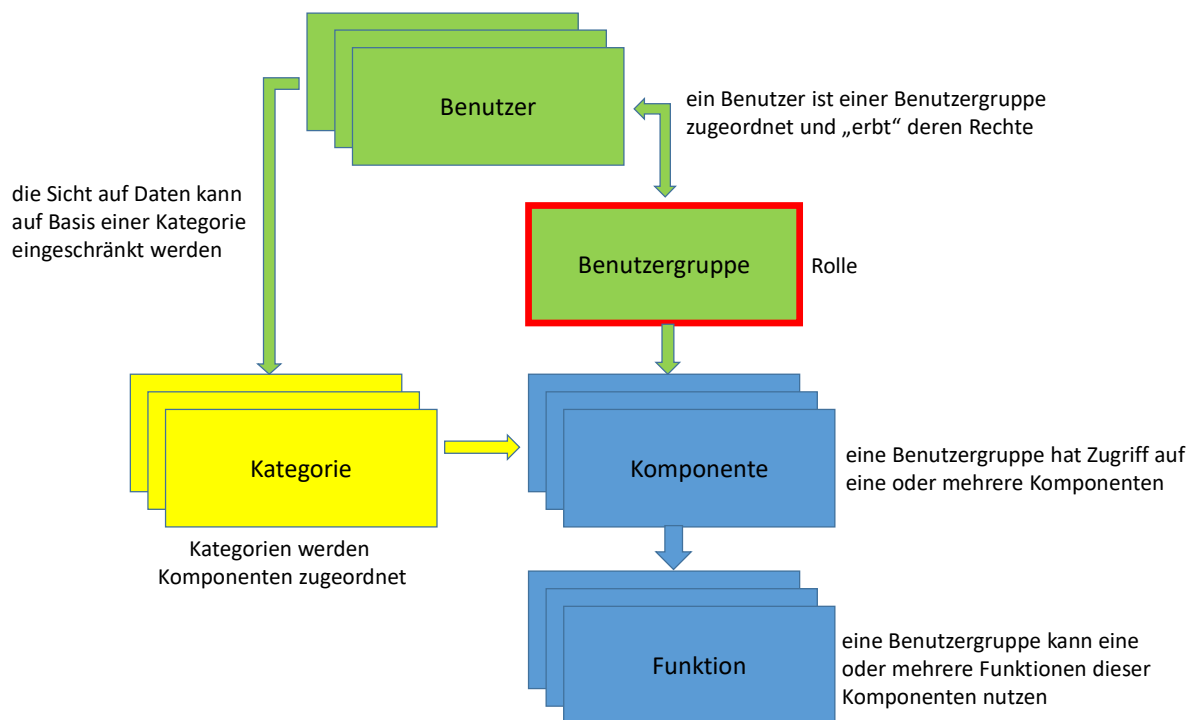 Benutzer
ein Benutzer ist einer Benutzergruppe
zugeordnet und „erbt“ deren Rechte
die Sicht auf Daten kann
auf Basis einer Kategorie
eingeschränkt werden
Benutzergruppe
Rolle
Kategorie
Komponente
eine Benutzergruppe hat Zugriff auf
eine oder mehrere Komponenten
Kategorien werden
Komponenten zugeordnet
Funktion
eine Benutzergruppe kann eine
oder mehrere Funktionen dieser
Komponenten nutzen